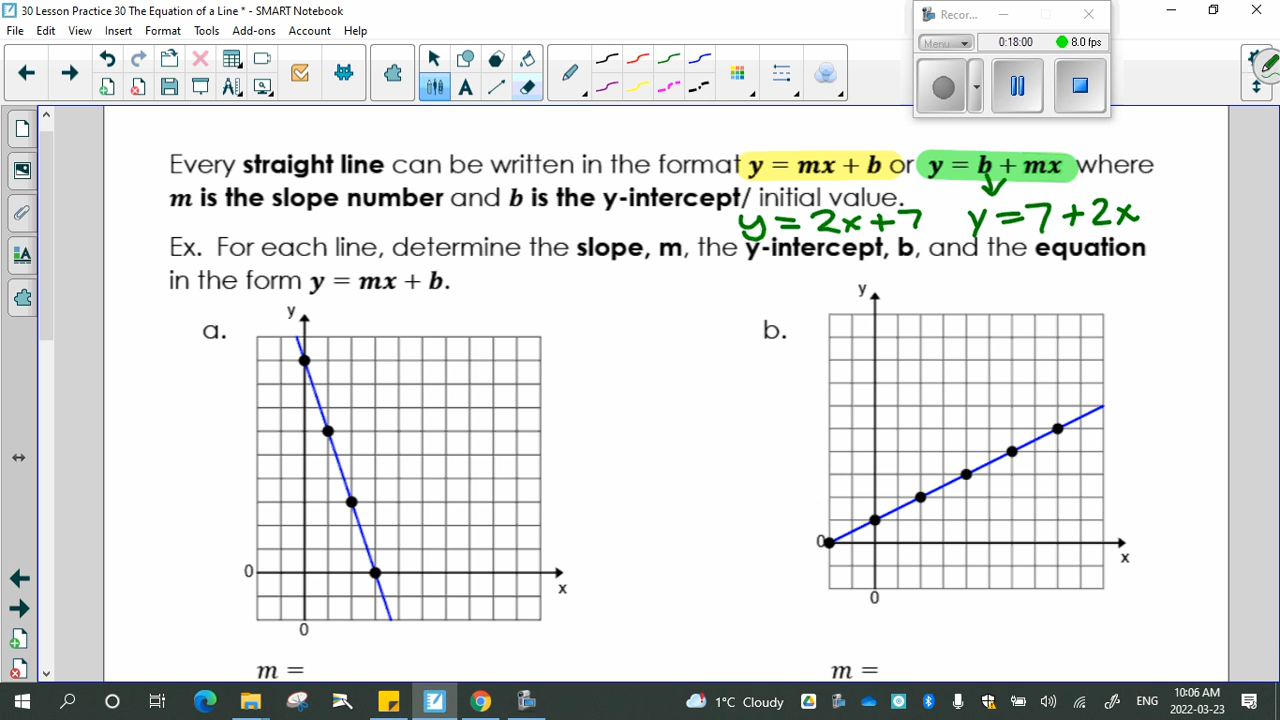 30 Lesson Practice 30 The Equation of a Line * - SMART Notebook
File Edit View Insert Format Tools Add-ons Account Help
Recor...
Menu 0:18:00 8.0 fps
Every straight line can be written in the format y = mx + b or y = b + mx where
m is the slope number and b is the y-intercept/ initial value.
y = 2x + 7 y = 7 + 2x
Ex. For each line, determine the slope, m, the y-intercept, b, and the equation
in the form y = mx + b.
a. y
0 x
0
m =
b. y
0 x
0
m =
1°C Cloudy ENG 10:06 AM
2022-03-23